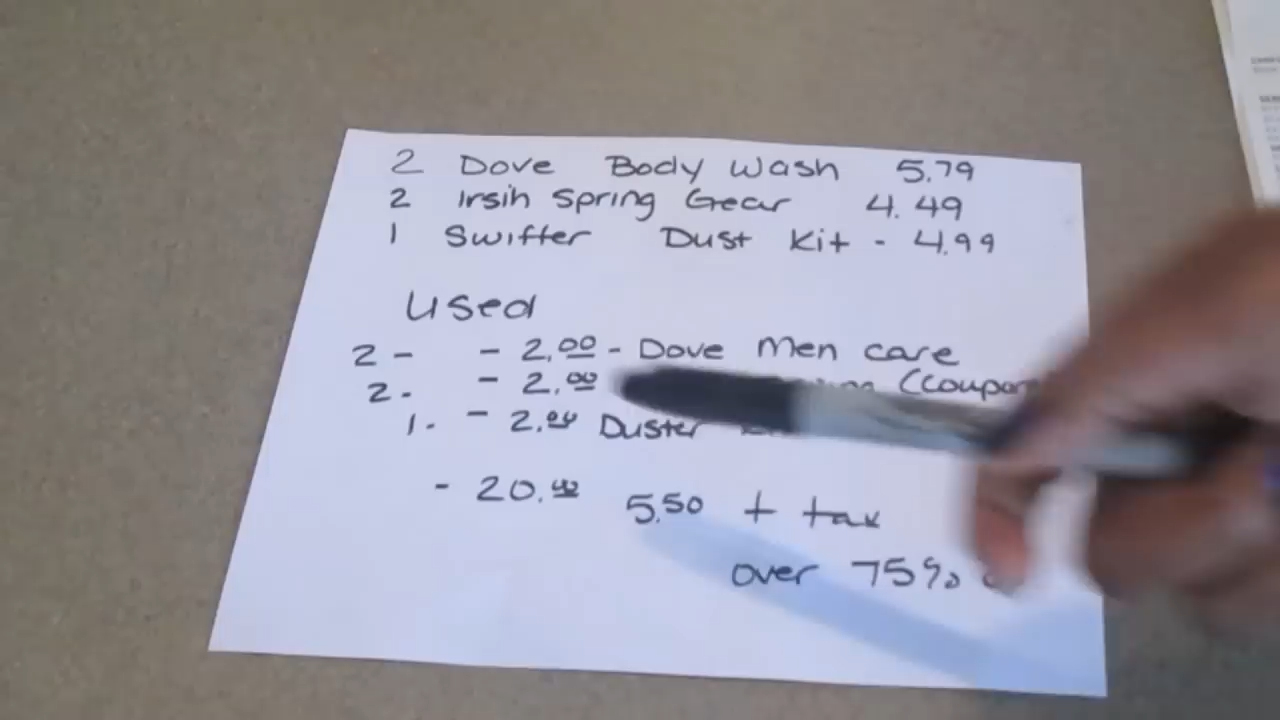 2 Dove Body Wash 5.79
2 Irsih Spring Gear 4.49
1 Swiffer Dust Kit - 4.99
Used
2 - - 2.00 - Dove Men care
2. - 2.00 (Coupon
1. - 2.00 Duster
- 20.00 5.50 + tax
over 75%